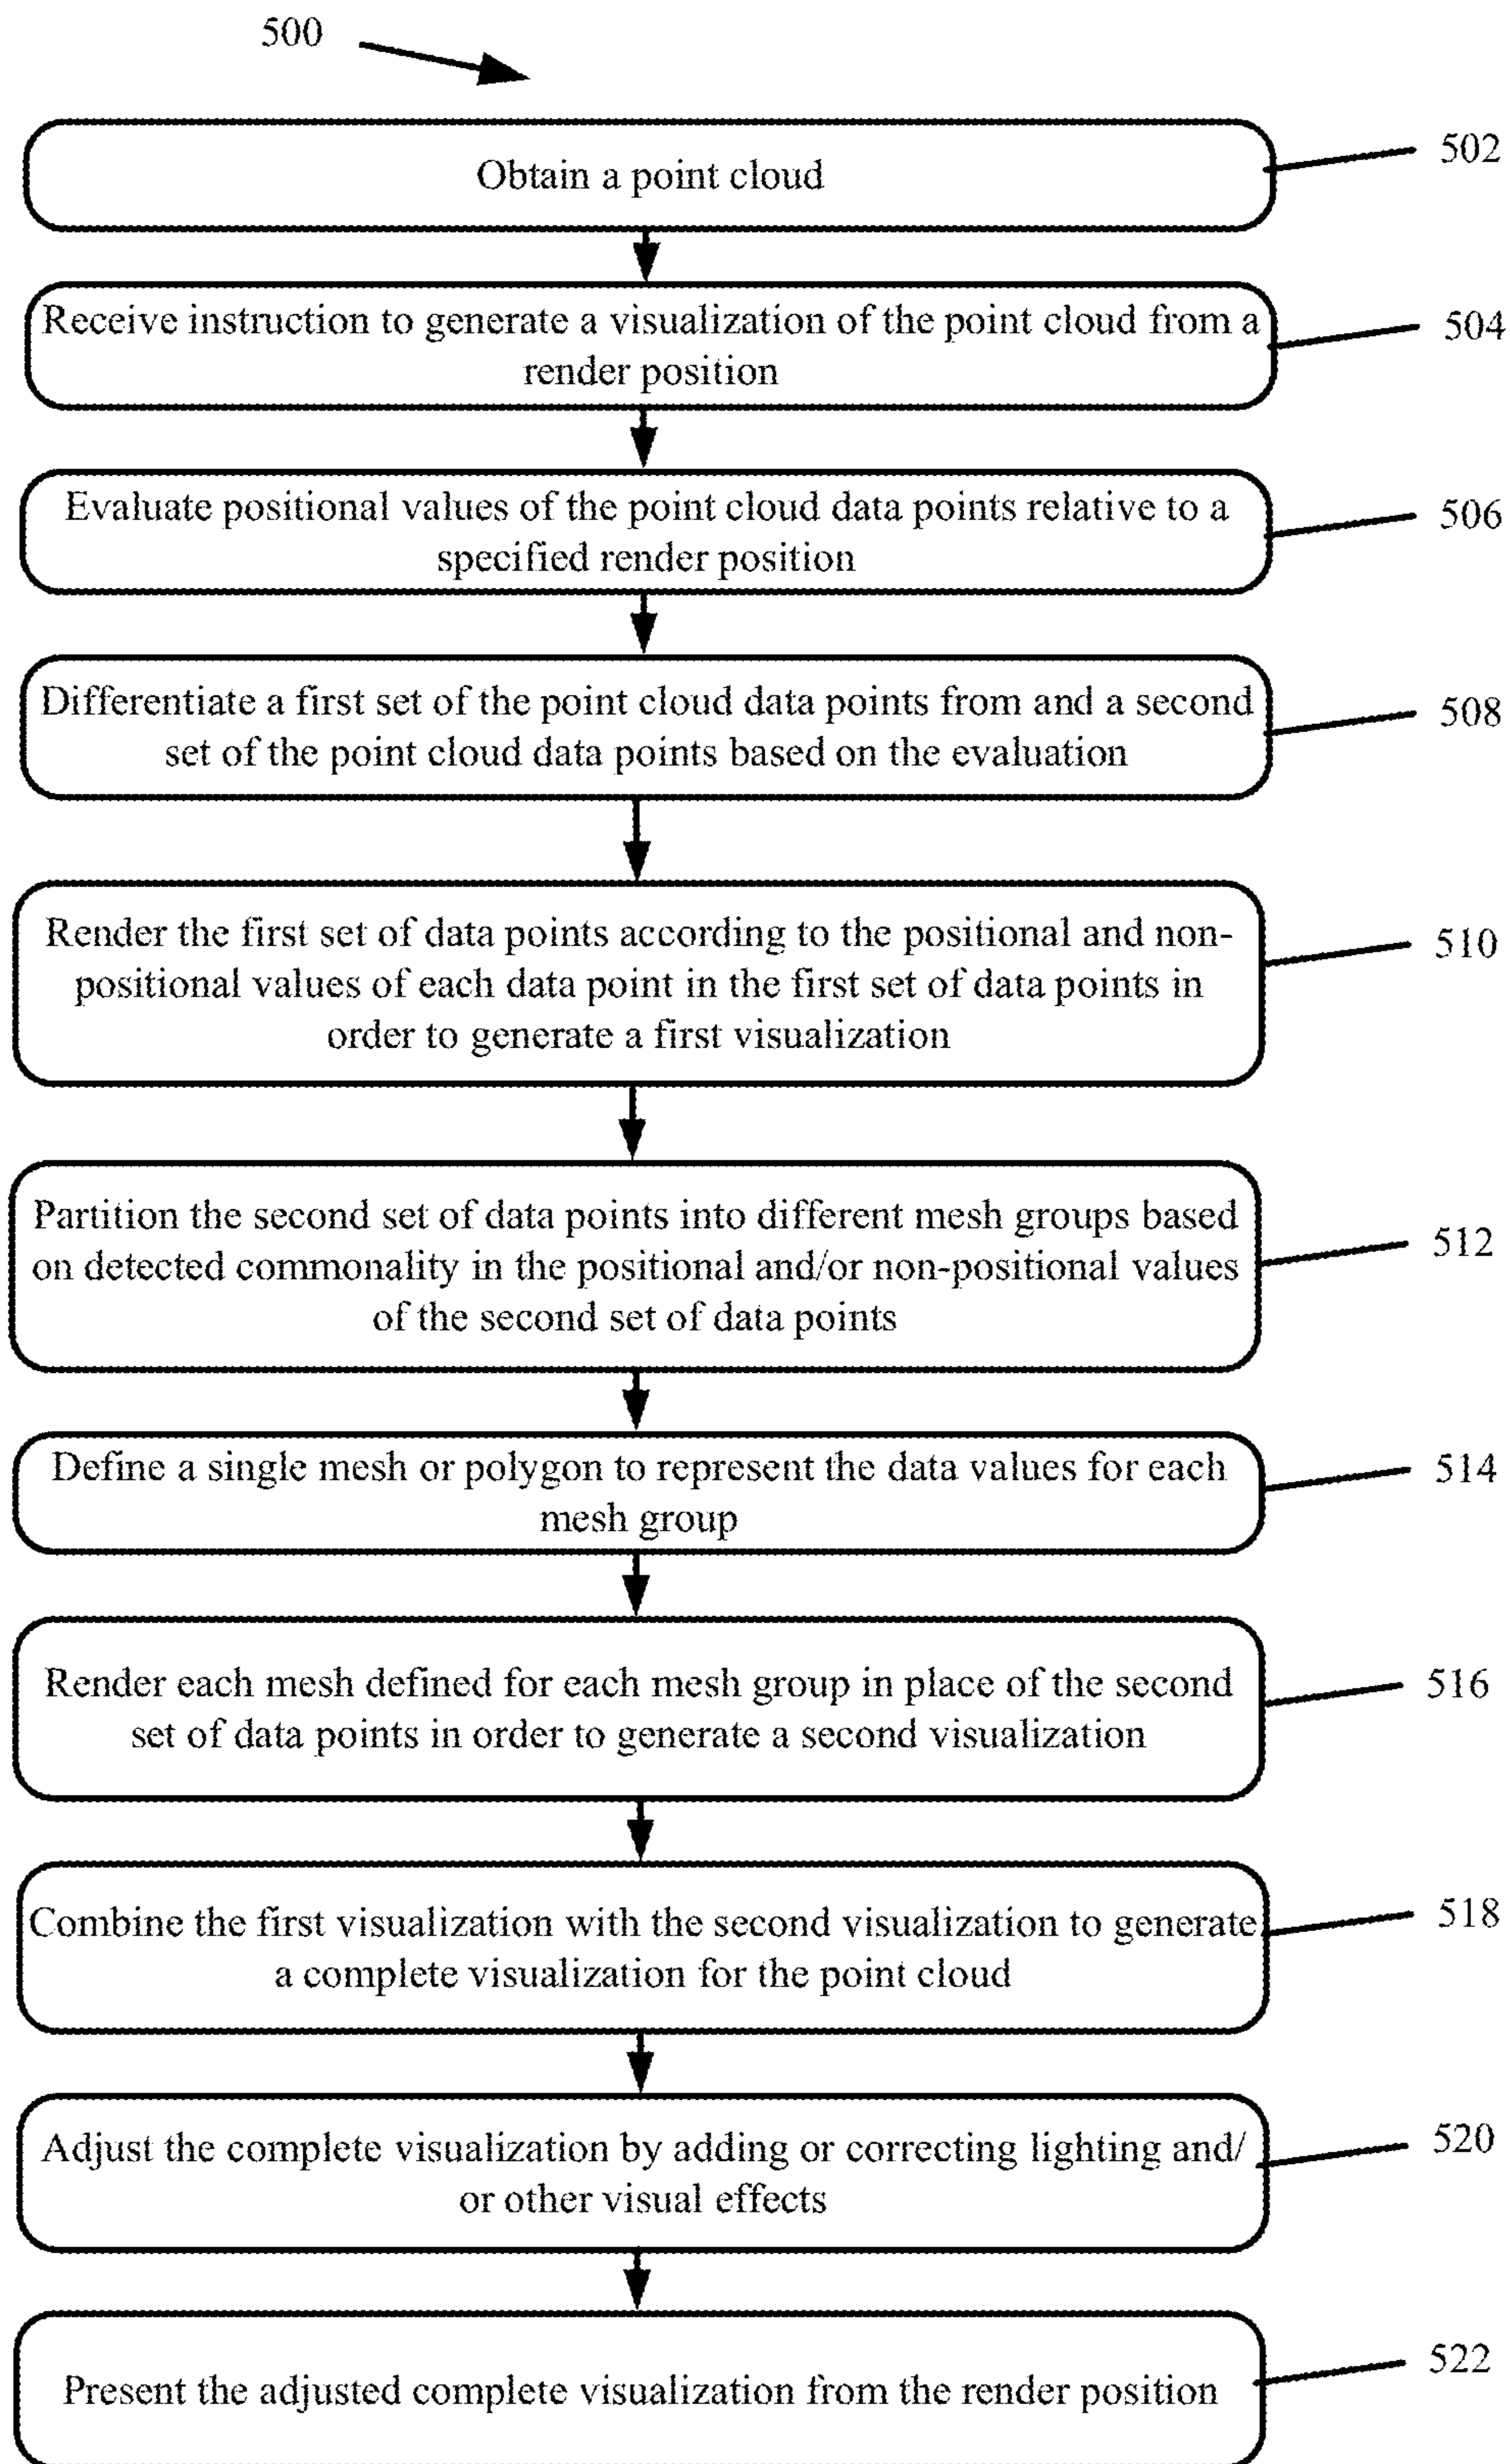 500
Obtain a point cloud
502
Receive instruction to generate a visualization of the point cloud from a
render position
504
Evaluate positional values of the point cloud data points relative to a
specified render position
506
Differentiate a first set of the point cloud data points from and a second
set of the point cloud data points based on the evaluation
508
Render the first set of data points according to the positional and non-
positional values of each data point in the first set of data points in
order to generate a first visualization
510
Partition the second set of data points into different mesh groups based
on detected commonality in the positional and/or non-positional values
of the second set of data points
512
Define a single mesh or polygon to represent the data values for each
mesh group
514
Render each mesh defined for each mesh group in place of the second
set of data points in order to generate a second visualization
516
Combine the first visualization with the second visualization to generate
a complete visualization for the point cloud
518
Adjust the complete visualization by adding or correcting lighting and/
or other visual effects
520
Present the adjusted complete visualization from the render position
522